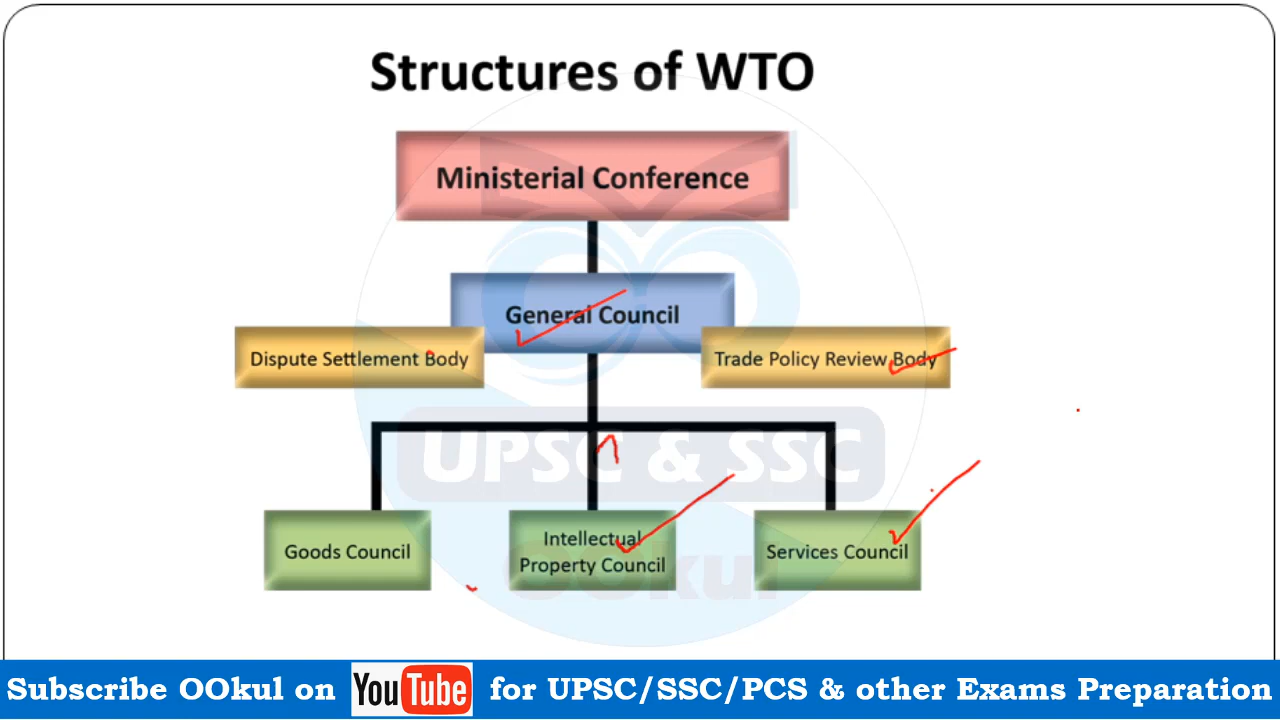 Structures of WTO
Ministerial Conference
General Council
Dispute Settlement Body
Trade Policy Review Body
UPSC & SSC
Goods Council
Intellectual
Property Council
Services Council
OOkul
Subscribe OOkul on YouTube for UPSC/SSC/PCS & other Exams Preparation